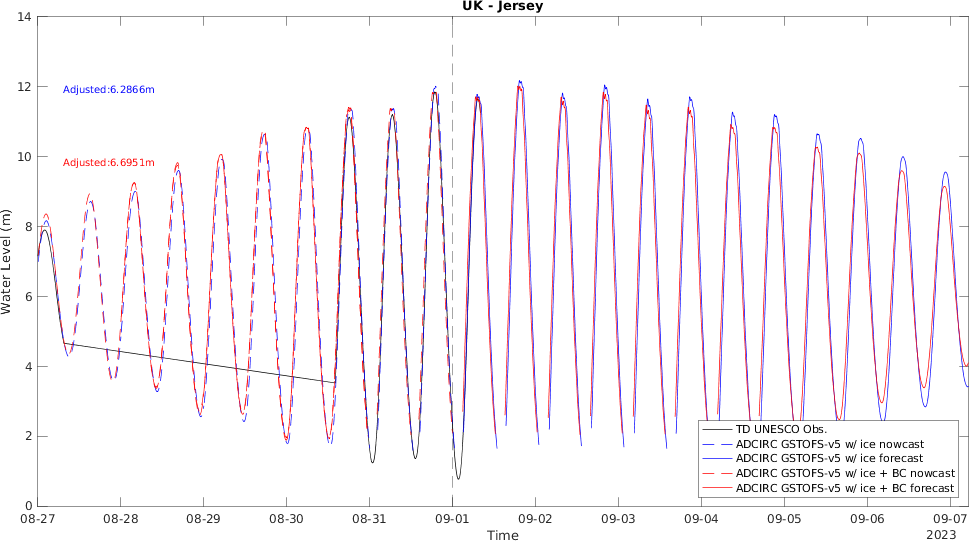 UK - Jersey
14
12
10
8
6
4
2
0
Water Level (m)
Adjusted:6.2866m
Adjusted:6.6951m
TD UNESCO Obs.
ADCIRC GSTOFS-v5 w/ ice nowcast
ADCIRC GSTOFS-v5 w/ ice forecast
ADCIRC GSTOFS-v5 w/ ice + BC nowcast
ADCIRC GSTOFS-v5 w/ ice + BC forecast
08-27 08-28 08-29 08-30 08-31 09-01 09-02 09-03 09-04 09-05 09-06 09-07
Time
2023